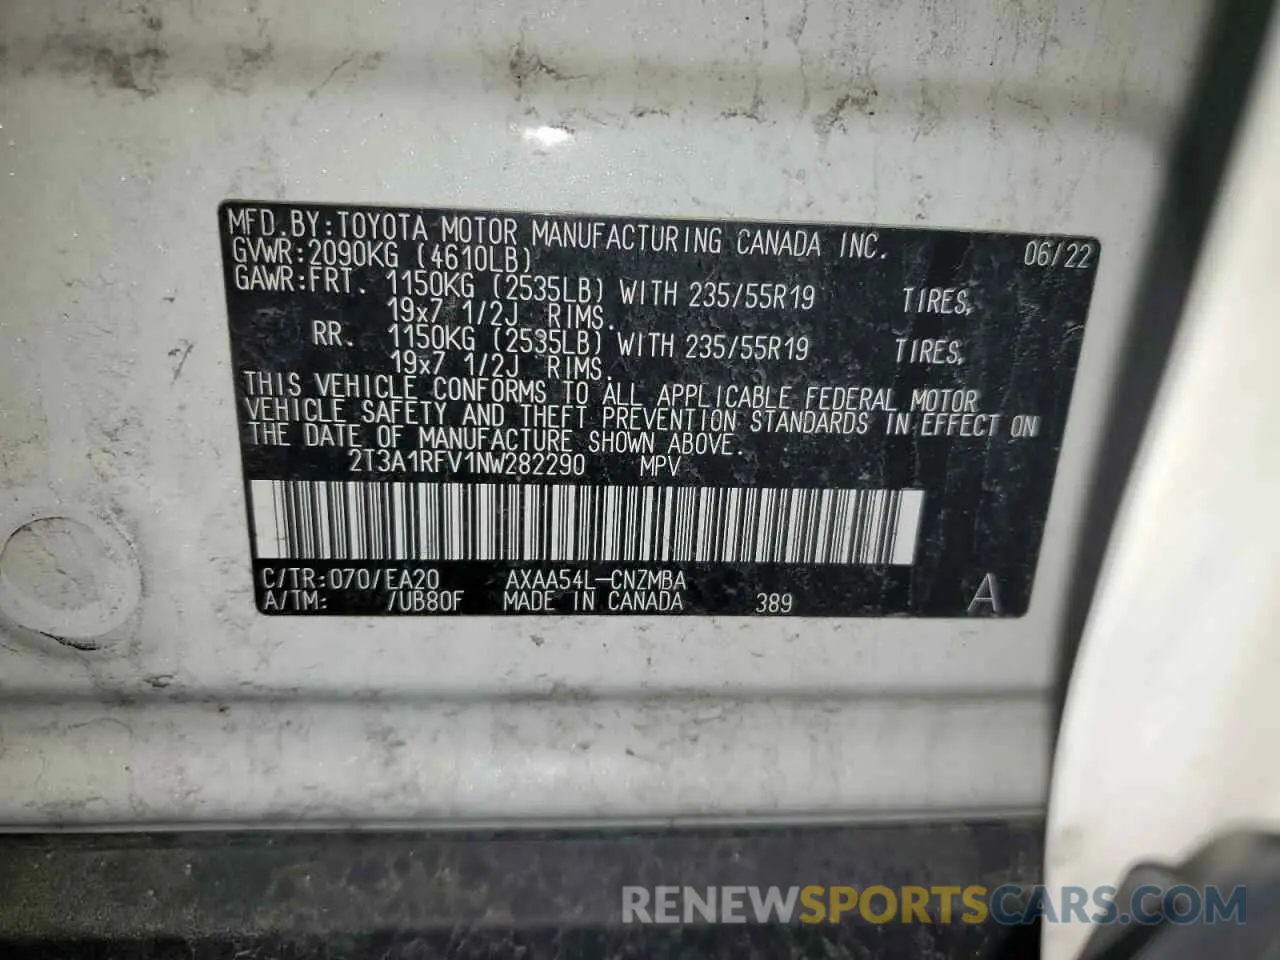 MFD.BY:TOYOTA MOTOR MANUFACTURING CANADA INC. 06/22
GVWR:2090KG (4610LB)
GAWR:FRT. 1150KG (2535LB) WITH 235/55R19 TIRES,
19x7 1/2J RIMS.
RR. 1150KG (2535LB) WITH 235/55R19 TIRES,
19x7 1/2J RIMS.
THIS VEHICLE CONFORMS TO ALL APPLICABLE FEDERAL MOTOR
VEHICLE SAFETY AND THEFT PREVENTION STANDARDS IN EFFECT ON
THE DATE OF MANUFACTURE SHOWN ABOVE.
2T3A1RFV1NW282290 MPV
C/TR:070/EA20 AXAA54L-CNZMBA
A/TM: /UB80F MADE IN CANADA 389 A
RENEWSPORTSCARS.COM